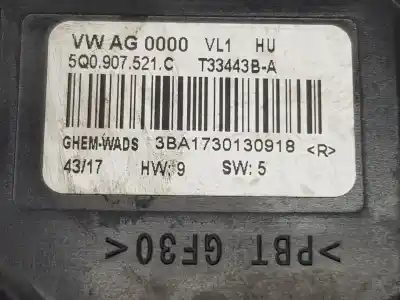 VW AG 0000 VL1 HU
5Q0.907.521.C T33443B-A
GHEM-WADS 3BA1730130918 <R>
43/17 HW: 9 SW: 5
>PBT GF30<